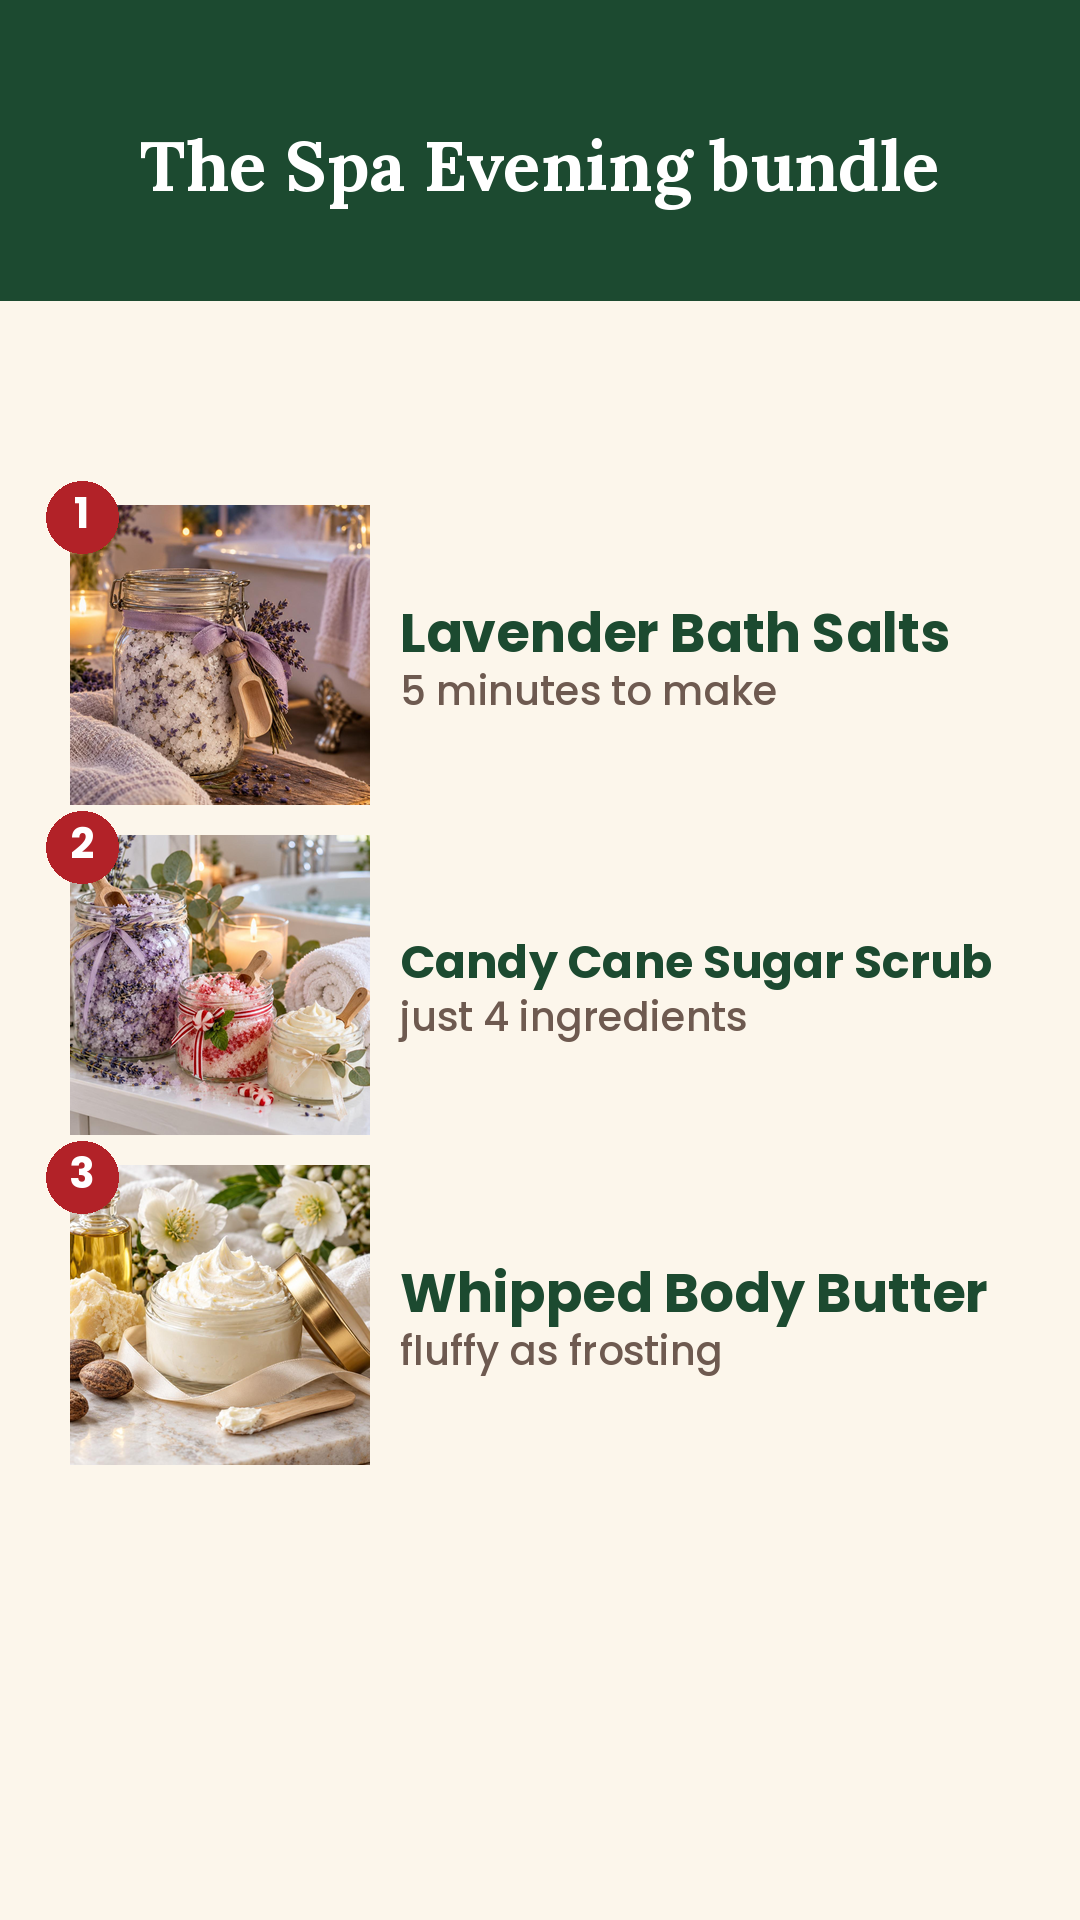 The Spa Evening bundle
1
Lavender Bath Salts
5 minutes to make
2
Candy Cane Sugar Scrub
just 4 ingredients
3
Whipped Body Butter
fluffy as frosting